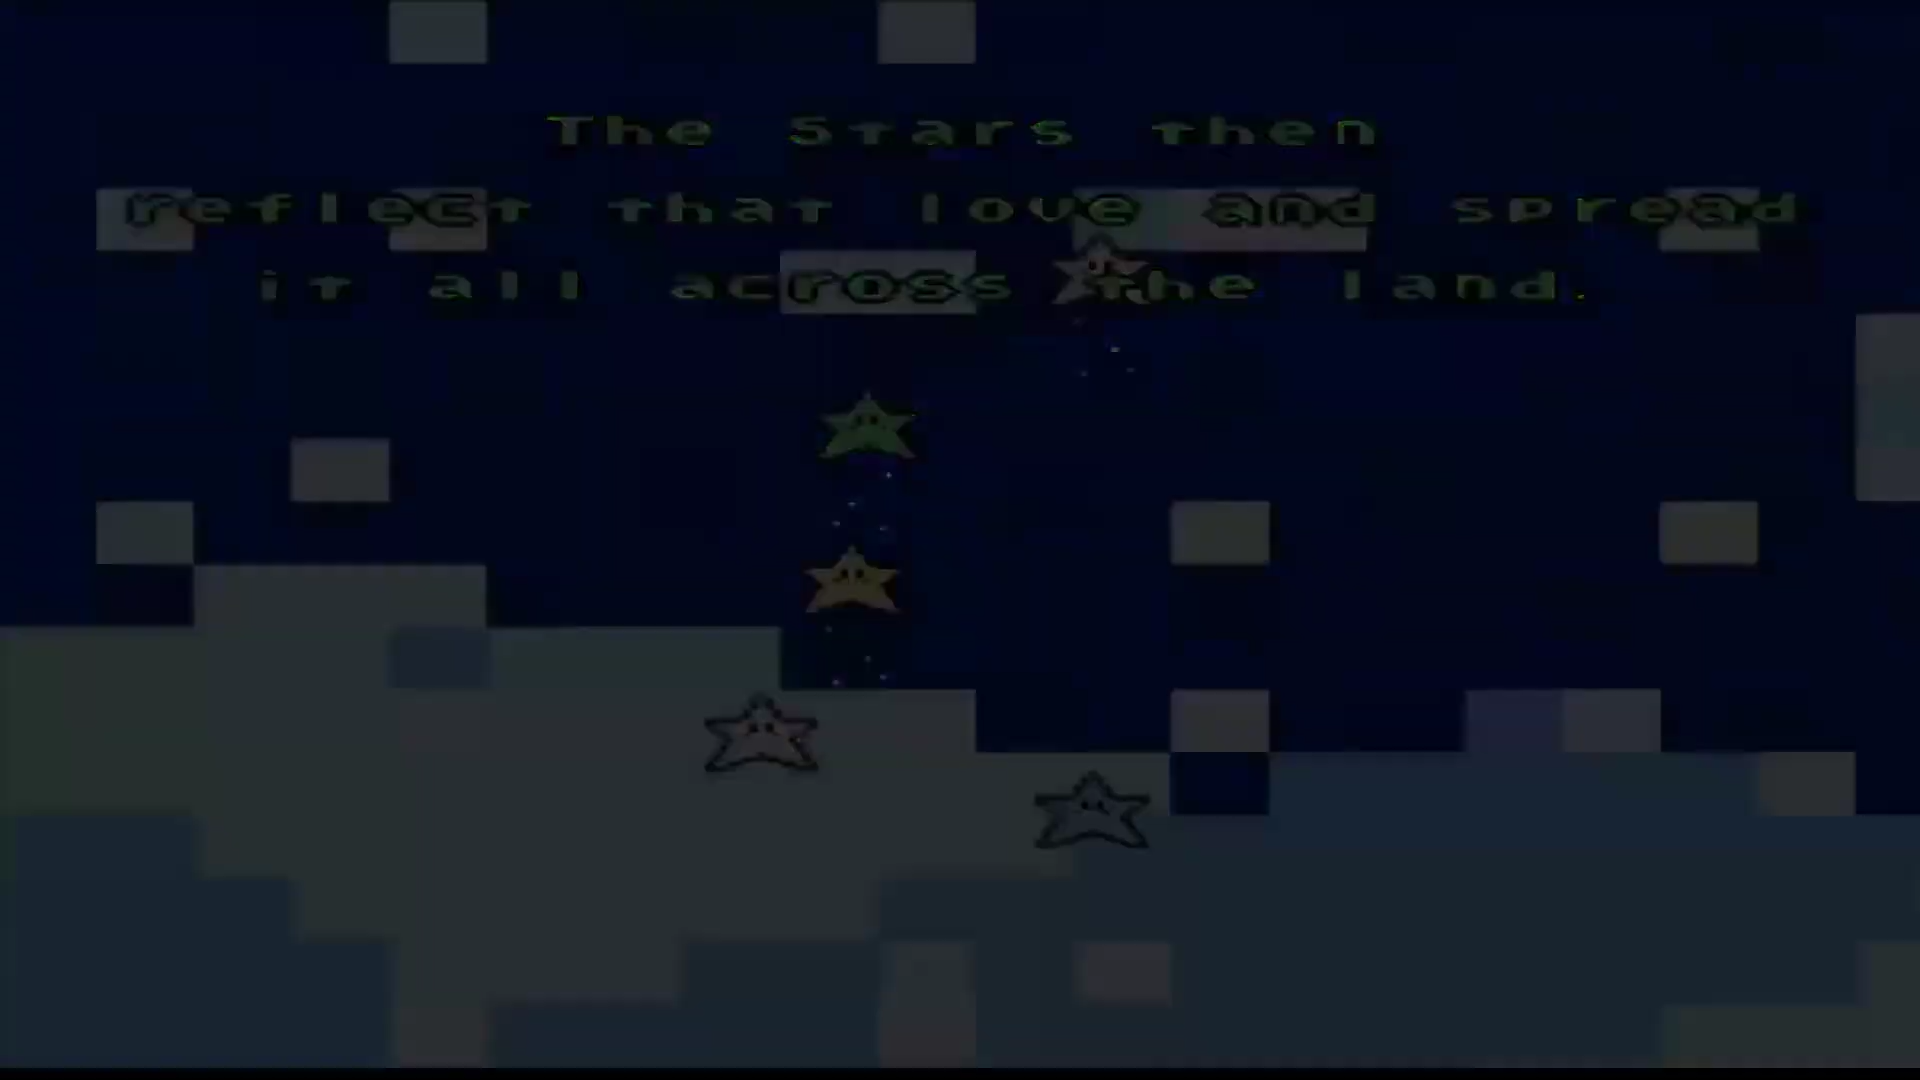 The Stars then
reflect that love and spread
it all across the land.